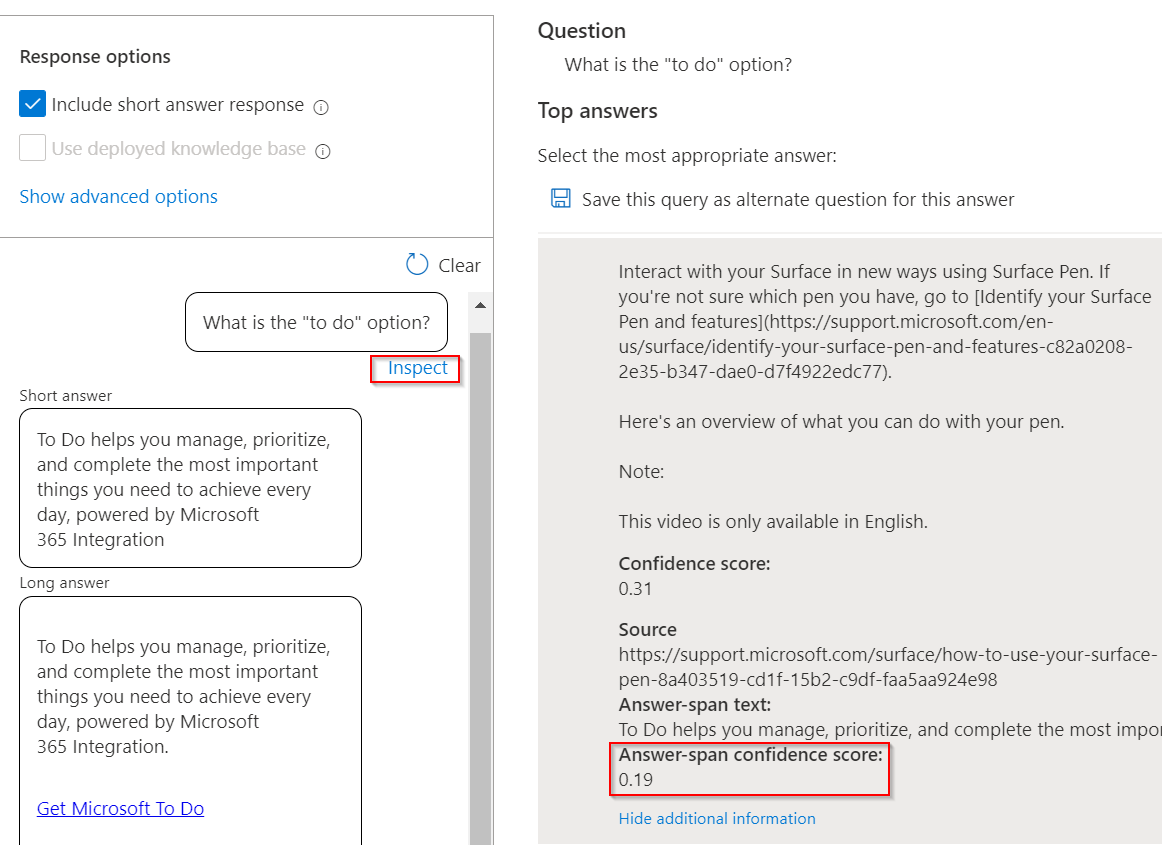 Response options
Include short answer response
Use deployed knowledge base
Show advanced options
Clear
What is the "to do" option?
Inspect
Short answer
To Do helps you manage, prioritize,
and complete the most important
things you need to achieve every
day, powered by Microsoft
365 Integration
Long answer
To Do helps you manage, prioritize,
and complete the most important
things you need to achieve every
day, powered by Microsoft
365 Integration.
Get Microsoft To Do
Question
What is the "to do" option?
Top answers
Select the most appropriate answer:
Save this query as alternate question for this answer
Interact with your Surface in new ways using Surface Pen. If
you're not sure which pen you have, go to [Identify your Surface
Pen and features](https://support.microsoft.com/en-
us/surface/identify-your-surface-pen-and-features-c82a0208-
2e35-b347-dae0-d7f4922edc77).
Here's an overview of what you can do with your pen.
Note:
This video is only available in English.
Confidence score:
0.31
Source
https://support.microsoft.com/surface/how-to-use-your-surface-
pen-8a403519-cd1f-15b2-c9df-faa5aa924e98
Answer-span text:
To Do helps you manage, prioritize, and complete the most impor
Answer-span confidence score:
0.19
Hide additional information